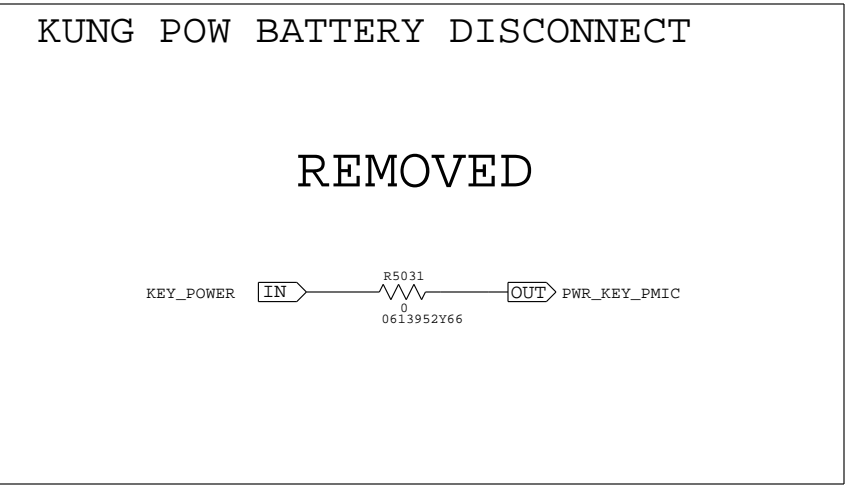 KUNG POW BATTERY DISCONNECT
REMOVED
R5031
KEY_POWER IN OUT PWR_KEY_PMIC
0
0613952Y66